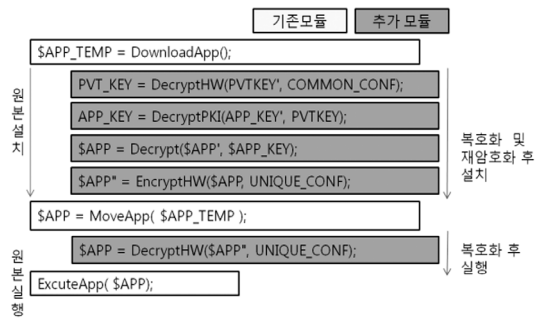 기존모듈
추가 모듈
$APP_TEMP = DownloadApp();
원본설치
PVT_KEY = DecryptHW(PVTKEY', COMMON_CONF);
APP_KEY = DecryptPKI(APP_KEY', PVTKEY);
$APP = Decrypt($APP', $APP_KEY);
$APP" = EncryptHW($APP, UNIQUE_CONF);
복호화 및
재암호화 후
설치
$APP = MoveApp( $APP_TEMP );
원본실행
$APP = DecryptHW($APP", UNIQUE_CONF);
복호화 후
실행
ExcuteApp( $APP);